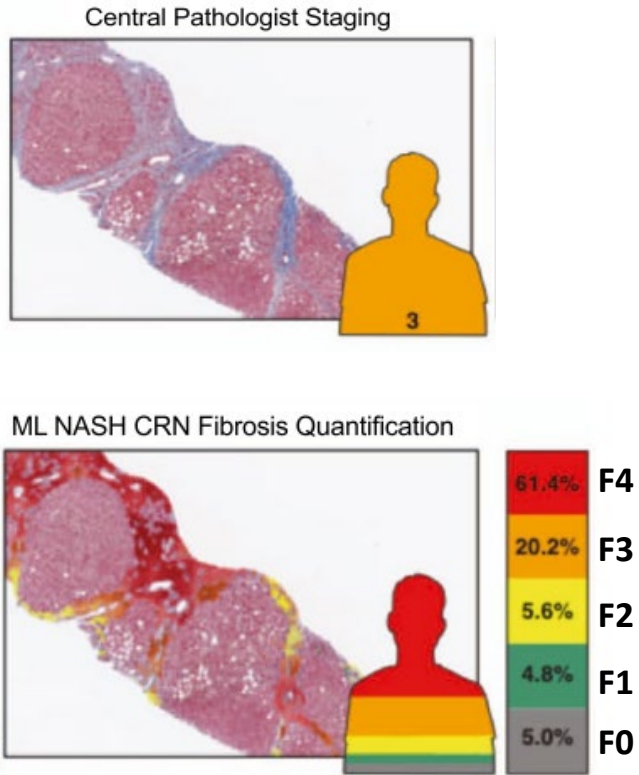 Central Pathologist Staging
3
ML NASH CRN Fibrosis Quantification
61.4% F4
20.2% F3
5.6% F2
4.8% F1
5.0% F0